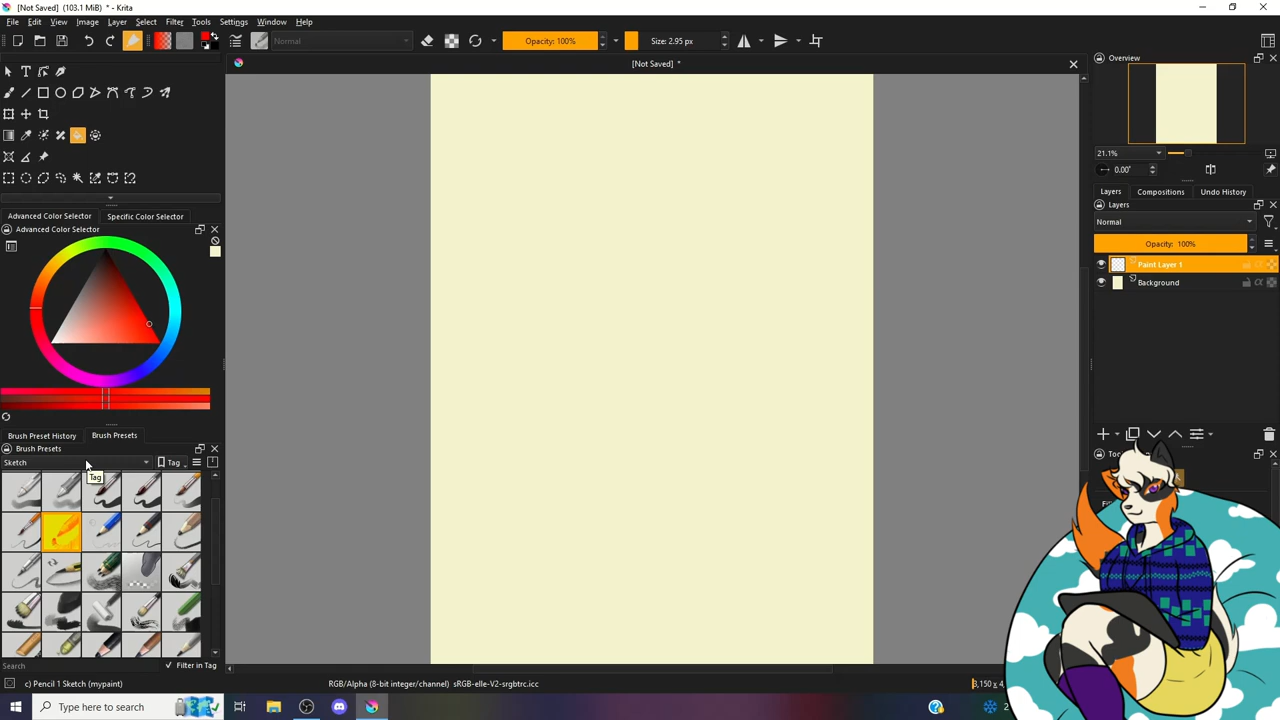 [Not Saved] (103.1 MiB) * - Krita
File Edit View Image Layer Select Filter Tools Settings Window Help
Normal
Opacity: 100%
Size: 2.95 px
[Not Saved] *
Overview
21.1%
0.00°
Layers Compositions Undo History
Layers
Normal
Opacity: 100%
Paint Layer 1
Background
Advanced Color Selector Specific Color Selector
Advanced Color Selector
Brush Preset History Brush Presets
Brush Presets
Sketch
Tag
Tag
Search
Filter in Tag
c) Pencil 1 Sketch (mypaint)
RGB/Alpha (8-bit integer/channel) sRGB-elle-V2-srgbtrc.icc
Type here to search